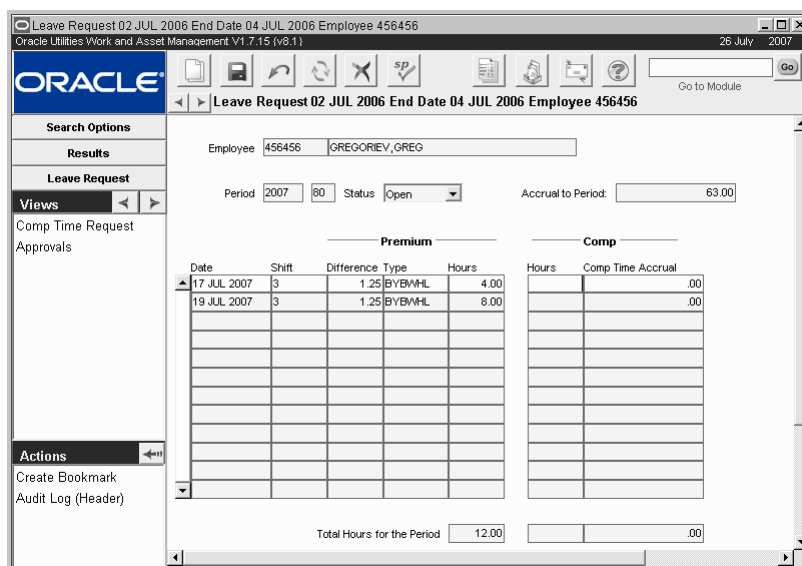 Leave Request 02 JUL 2006 End Date 04 JUL 2006 Employee 456456
Oracle Utilities Work and Asset Management V1.7.15 (v8.1) 26 July 2007
ORACLE
sp
Go
Go to Module
Leave Request 02 JUL 2006 End Date 04 JUL 2006 Employee 456456
Search Options
Results
Leave Request
Views
Comp Time Request
Approvals
Actions
Create Bookmark
Audit Log (Header)
Employee 456456 GREGORIEV,GREG
Period 2007 80 Status Open Accrual to Period: 63.00
Premium Comp
Date Shift Difference Type Hours Hours Comp Time Accrual
17 JUL 2007 3 1.25 BYBWHL 4.00 .00
19 JUL 2007 3 1.25 BYBWHL 8.00 .00
Total Hours for the Period 12.00 .00